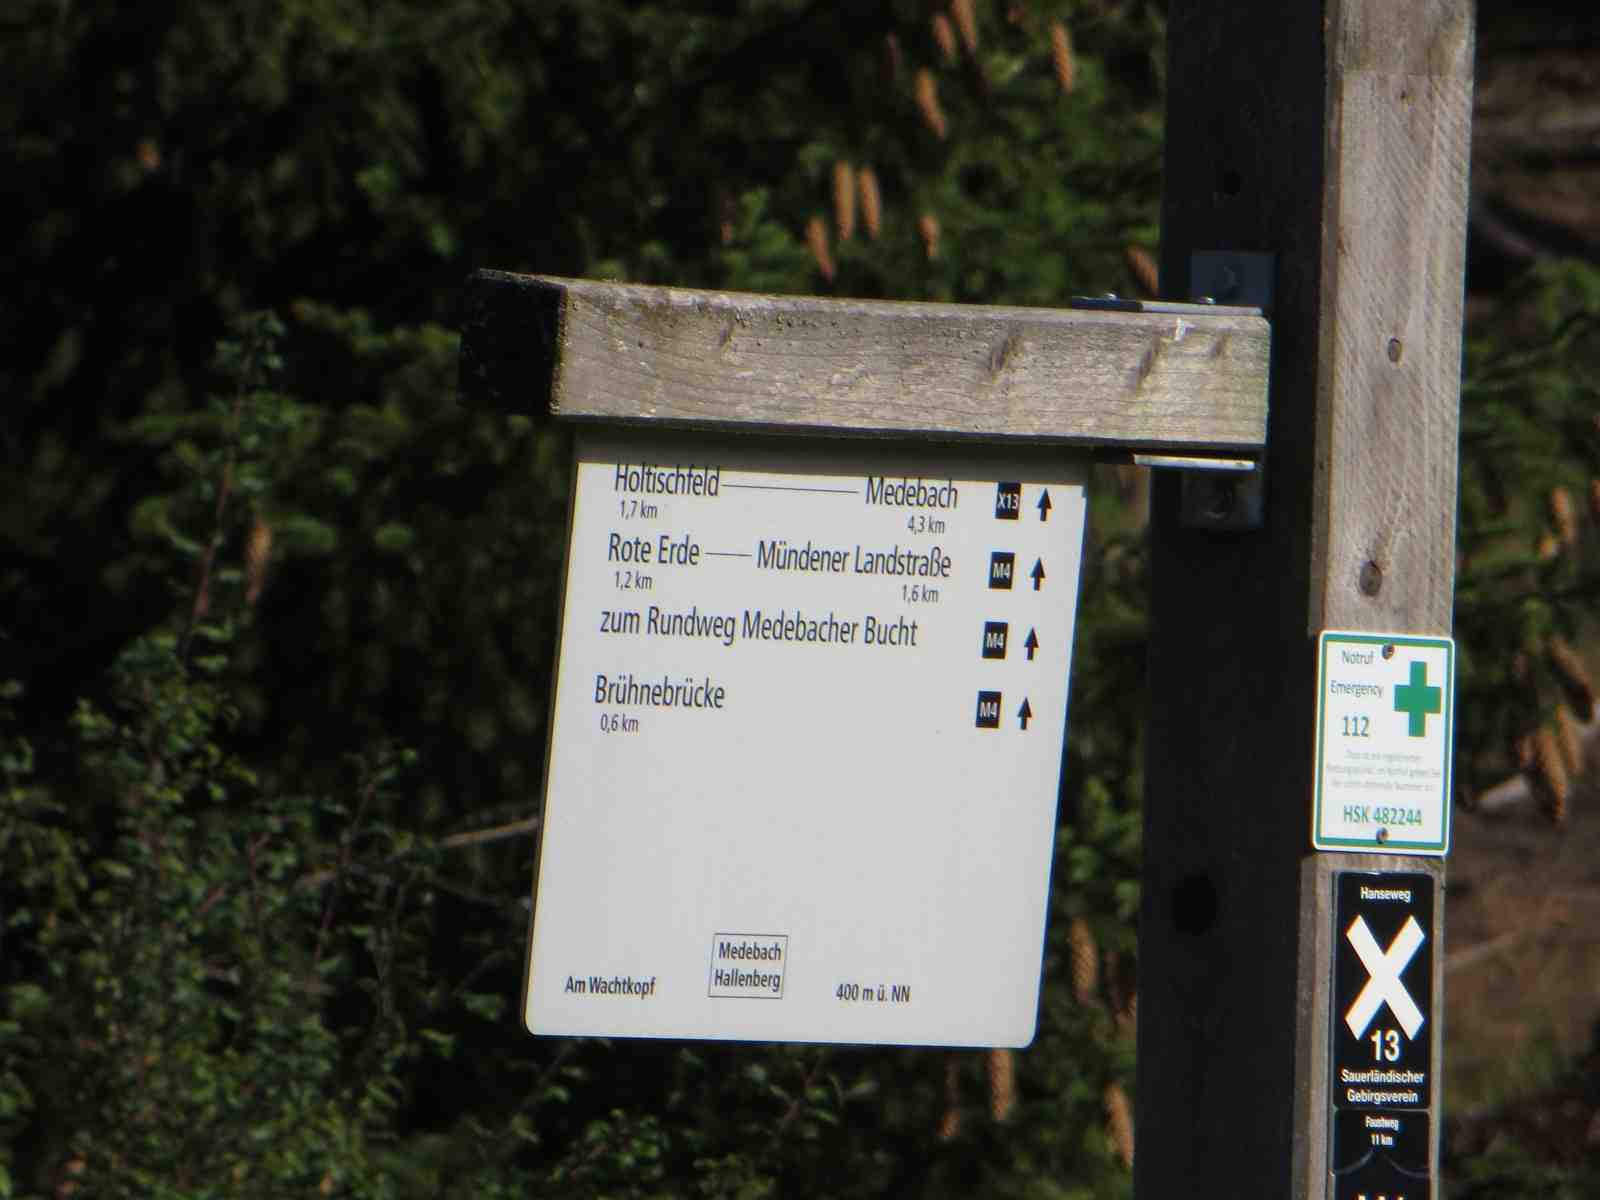 Holtischfeld Medebach X13
1,7 km 4,3 km
Rote Erde Mündener Landstraße M4
1,2 km 1,6 km
zum Rundweg Medebacher Bucht M4
Brühnebrücke M4
0,6 km
Medebach
Hallenberg
Am Wachtkopf 400 m ü. NN
Notruf
Emergency
112
HSK 482244
Hanseweg
X
13
Sauerländischer
Gebirgsverein
Faustweg
11 km